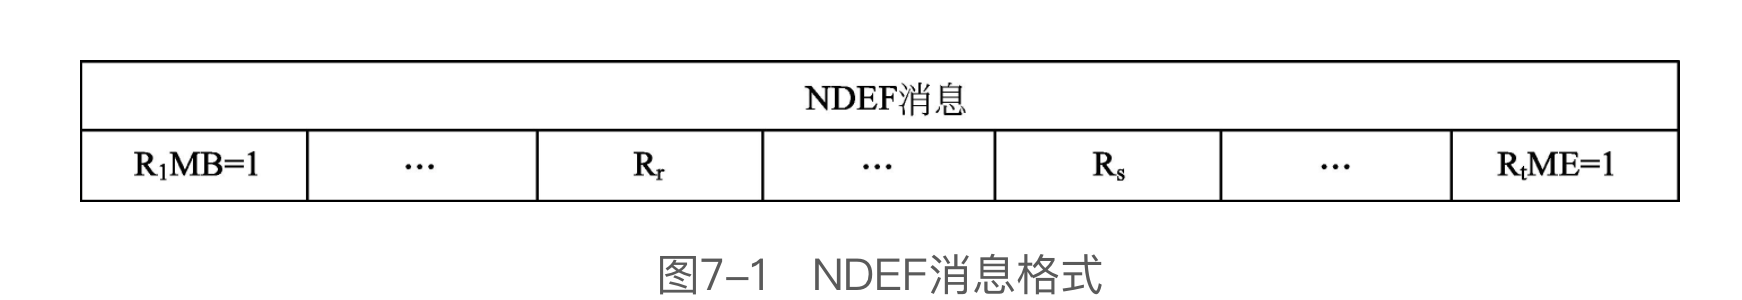 NDEF消息
R₁MB=1 … Rᵣ … Rₛ … RₜME=1
图7-1 NDEF消息格式